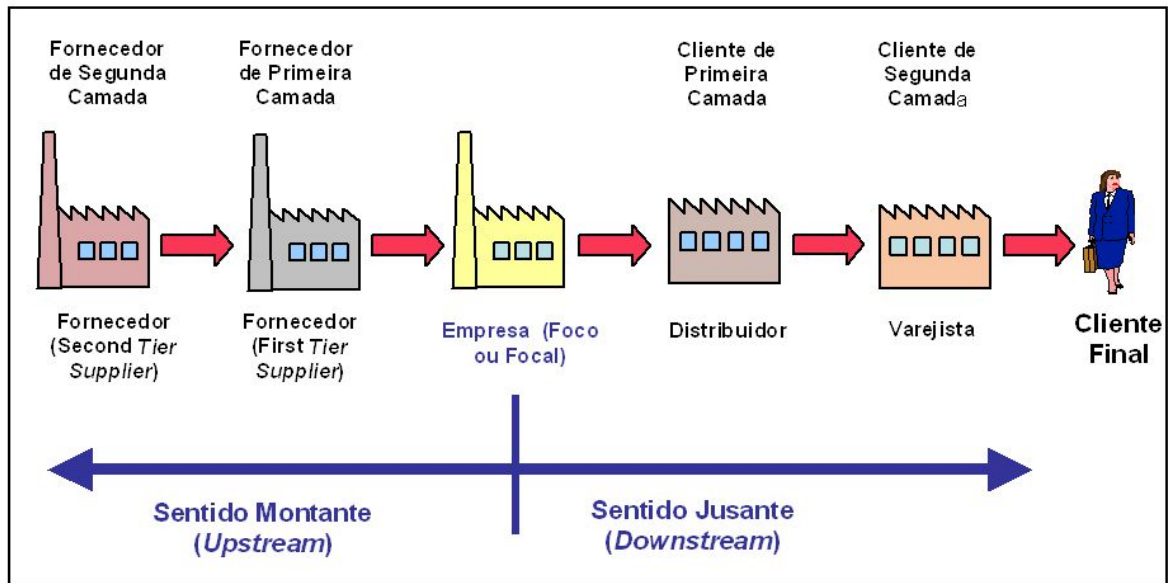 Fornecedor
de Segunda
Camada
Fornecedor
de Primeira
Camada
Cliente de
Primeira
Camada
Cliente de
Segunda
Camada
Fornecedor
(Second Tier
Supplier)
Fornecedor
(First Tier
Supplier)
Empresa (Foco
ou Focal)
Distribuidor
Varejista
Cliente
Final
Sentido Montante
(Upstream)
Sentido Jusante
(Downstream)